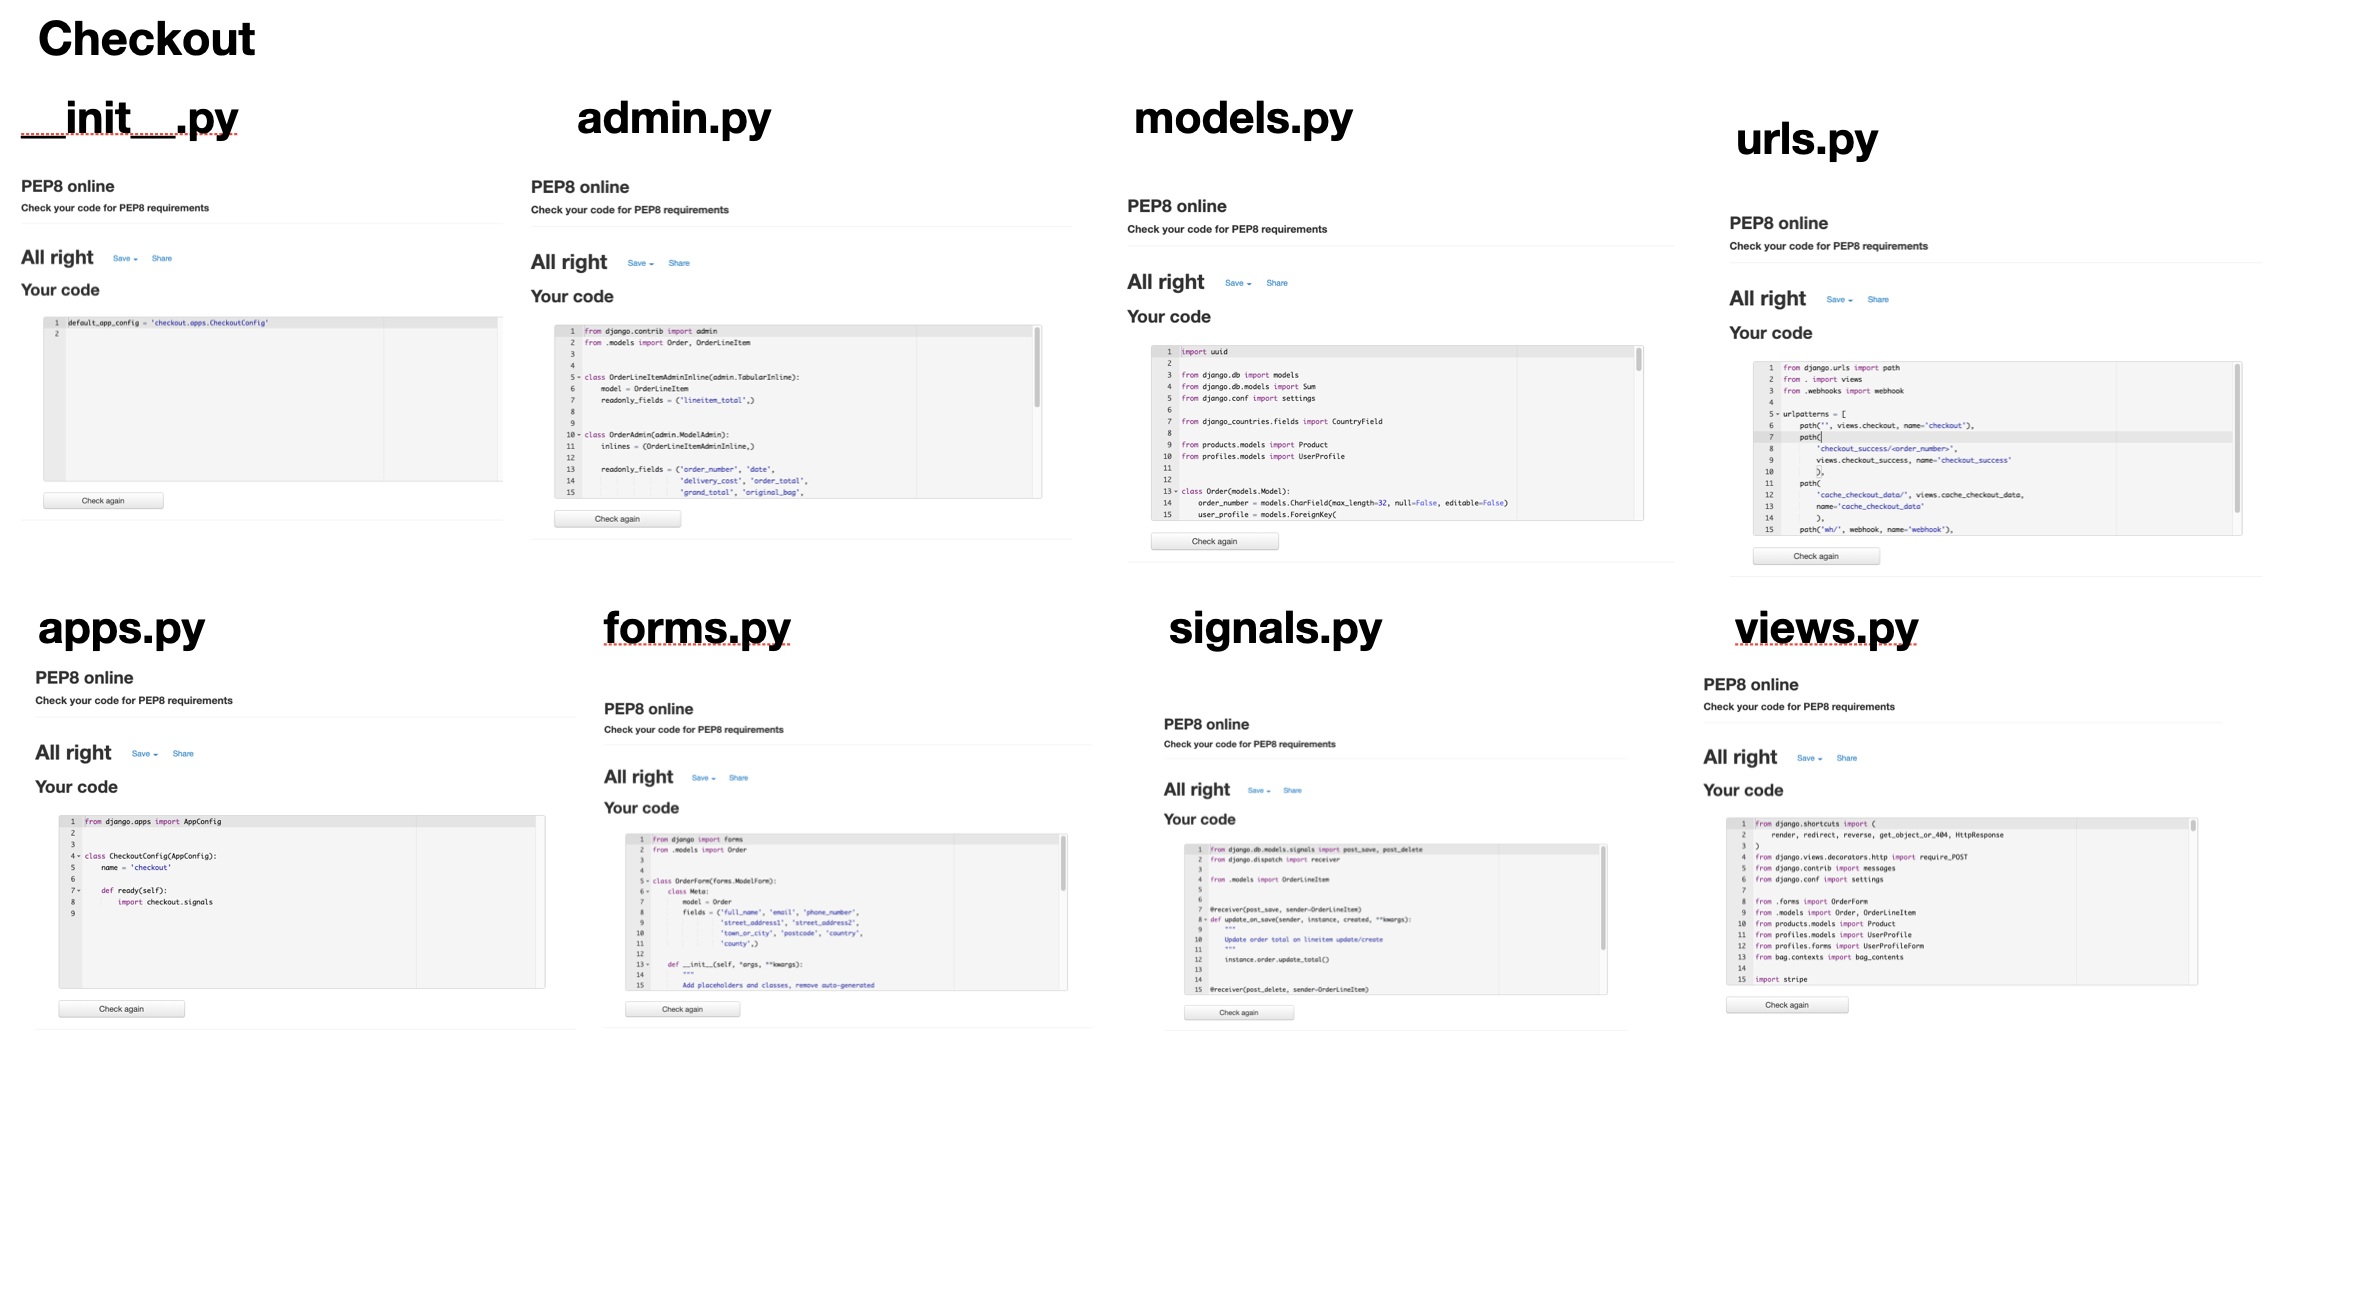 Checkout
__init__.py
PEP8 online
Check your code for PEP8 requirements
All right Save Share
Your code
1 default_app_config = 'checkout.apps.CheckoutConfig'
2
Check again
admin.py
PEP8 online
Check your code for PEP8 requirements
All right Save Share
Your code
1 from django.contrib import admin
2 from .models import Order, OrderLineItem
3
4
5 class OrderLineItemAdminInline(admin.TabularInline):
6 model = OrderLineItem
7 readonly_fields = ('lineitem_total',)
8
9
10 class OrderAdmin(admin.ModelAdmin):
11 inlines = (OrderLineItemAdminInline,)
12
13 readonly_fields = ('order_number', 'date',
14 'delivery_cost', 'order_total',
15 'grand_total', 'original_bag',
Check again
models.py
PEP8 online
Check your code for PEP8 requirements
All right Save Share
Your code
1 import uuid
2
3 from django.db import models
4 from django.db.models import Sum
5 from django.conf import settings
6
7 from django_countries.fields import CountryField
8
9 from products.models import Product
10 from profiles.models import UserProfile
11
12
13 class Order(models.Model):
14 order_number = models.CharField(max_length=32, null=False, editable=False)
15 user_profile = models.ForeignKey(
Check again
urls.py
PEP8 online
Check your code for PEP8 requirements
All right Save Share
Your code
1 from django.urls import path
2 from . import views
3 from .webhooks import webhook
4
5 urlpatterns = [
6 path('', views.checkout, name='checkout'),
7 path(
8 'checkout_success/<order_number>',
9 views.checkout_success, name='checkout_success'
10 ),
11 path(
12 'cache_checkout_data/', views.cache_checkout_data,
13 name='cache_checkout_data'
14 ),
15 path('wh/', webhook, name='webhook'),
Check again
apps.py
PEP8 online
Check your code for PEP8 requirements
All right Save Share
Your code
1 from django.apps import AppConfig
2
3
4 class CheckoutConfig(AppConfig):
5 name = 'checkout'
6
7 def ready(self):
8 import checkout.signals
9
Check again
forms.py
PEP8 online
Check your code for PEP8 requirements
All right Save Share
Your code
1 from django import forms
2 from .models import Order
3
4
5 class OrderForm(forms.ModelForm):
6 class Meta:
7 model = Order
8 fields = ('full_name', 'email', 'phone_number',
9 'street_address1', 'street_address2',
10 'town_or_city', 'postcode', 'country',
11 'county',)
12
13 def __init__(self, *args, **kwargs):
14 """
15 Add placeholders and classes, remove auto-generated
Check again
signals.py
PEP8 online
Check your code for PEP8 requirements
All right Save Share
Your code
1 from django.db.models.signals import post_save, post_delete
2 from django.dispatch import receiver
3
4 from .models import OrderLineItem
5
6
7 @receiver(post_save, sender=OrderLineItem)
8 def update_on_save(sender, instance, created, **kwargs):
9 """
10 Update order total on lineitem update/create
11 """
12 instance.order.update_total()
13
14
15 @receiver(post_delete, sender=OrderLineItem)
Check again
views.py
PEP8 online
Check your code for PEP8 requirements
All right Save Share
Your code
1 from django.shortcuts import (
2 render, redirect, reverse, get_object_or_404, HttpResponse
3 )
4 from django.views.decorators.http import require_POST
5 from django.contrib import messages
6 from django.conf import settings
7
8 from .forms import OrderForm
9 from .models import Order, OrderLineItem
10 from products.models import Product
11 from profiles.models import UserProfile
12 from profiles.forms import UserProfileForm
13 from bag.contexts import bag_contents
14
15 import stripe
Check again